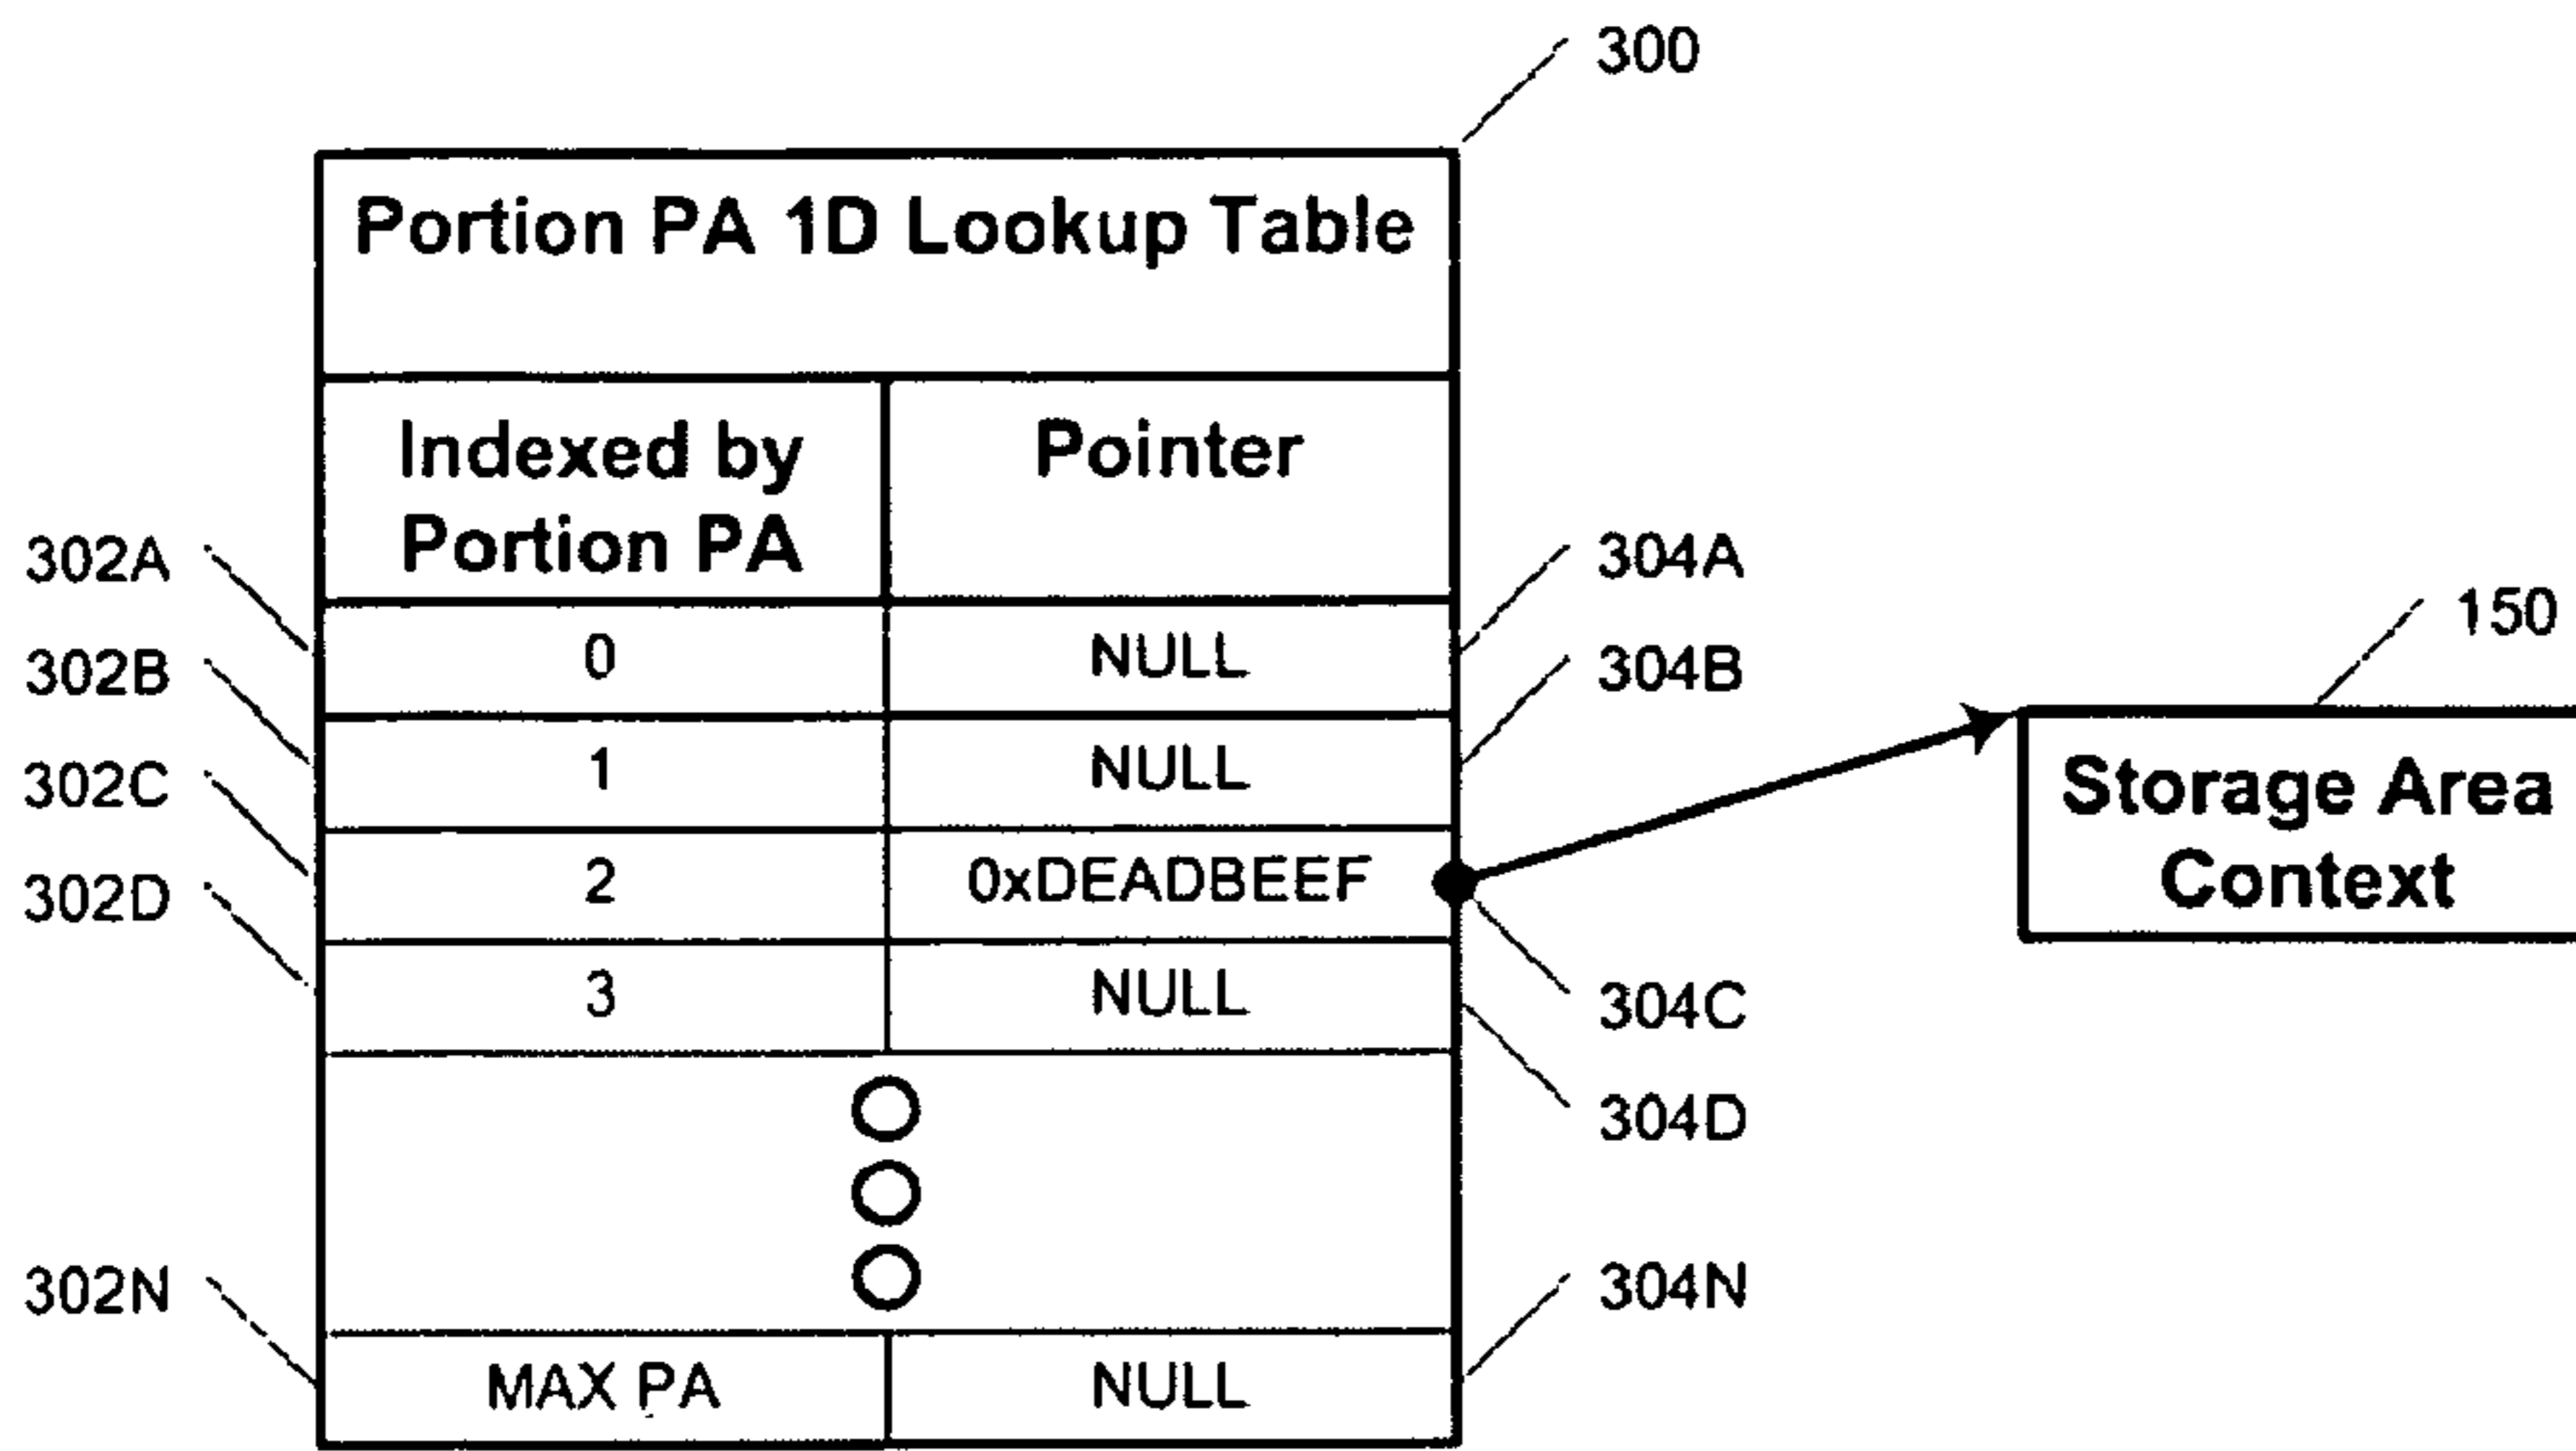 300
Portion PA 1D Lookup Table
Indexed by
Portion PA
Pointer
302A
0
NULL
304A
302B
1
NULL
304B
302C
2
0xDEADBEEF
304C
302D
3
NULL
304D
302N
MAX PA
NULL
304N
150
Storage Area
Context